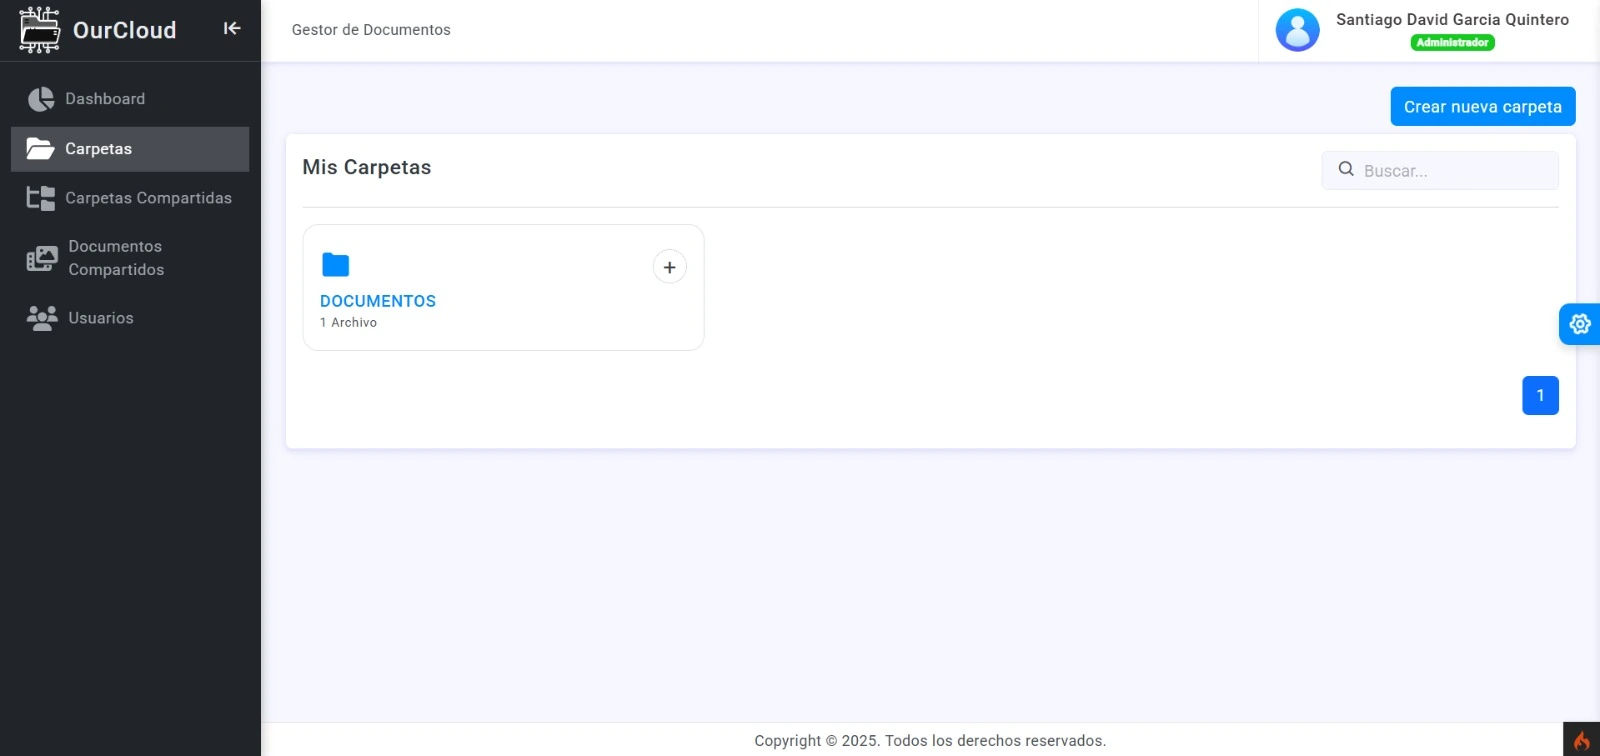 OurCloud
Gestor de Documentos
Santiago David Garcia Quintero
Administrador
Dashboard
Carpetas
Carpetas Compartidas
Documentos
Compartidos
Usuarios
Crear nueva carpeta
Mis Carpetas
Buscar...
+
DOCUMENTOS
1 Archivo
1
Copyright © 2025. Todos los derechos reservados.